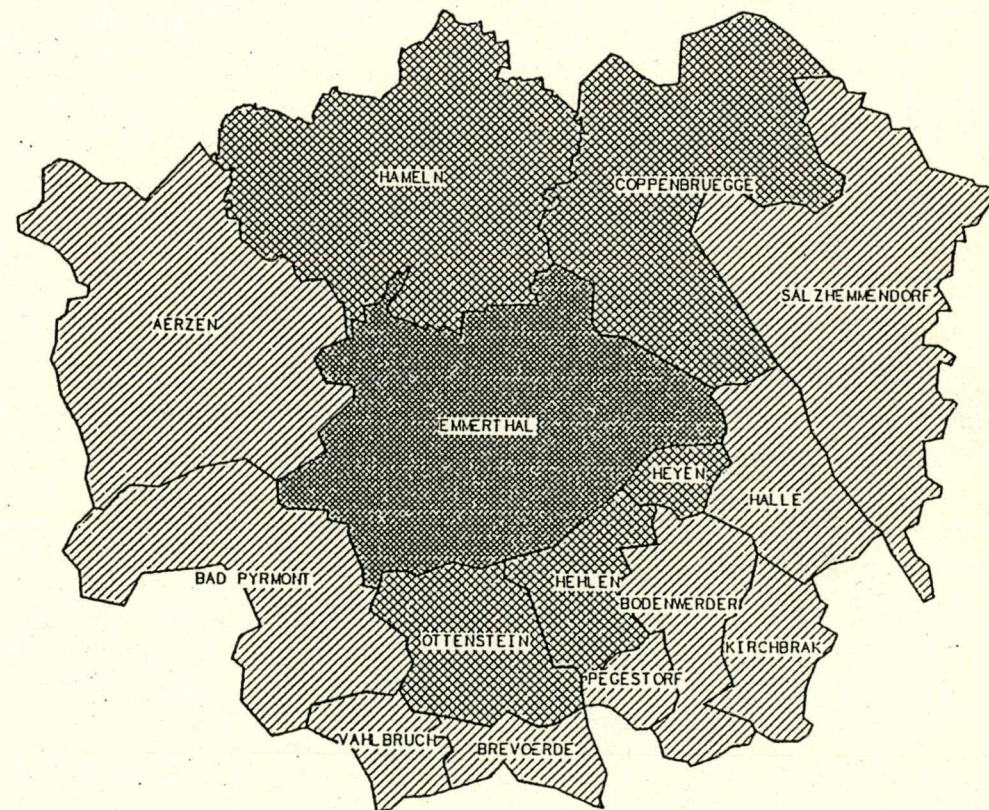 HAMELN
COPPENBRUEGGE
SALZHEMMENDORF
AERZEN
EMMERTHAL
HEYEN
HALLE
BAD PYRMONT
HEHLEN
BODENWERDER
OTTENSTEIN
KIRCHBRAK
PEGESTORF
VAHLBRUCH
BREVOERDE